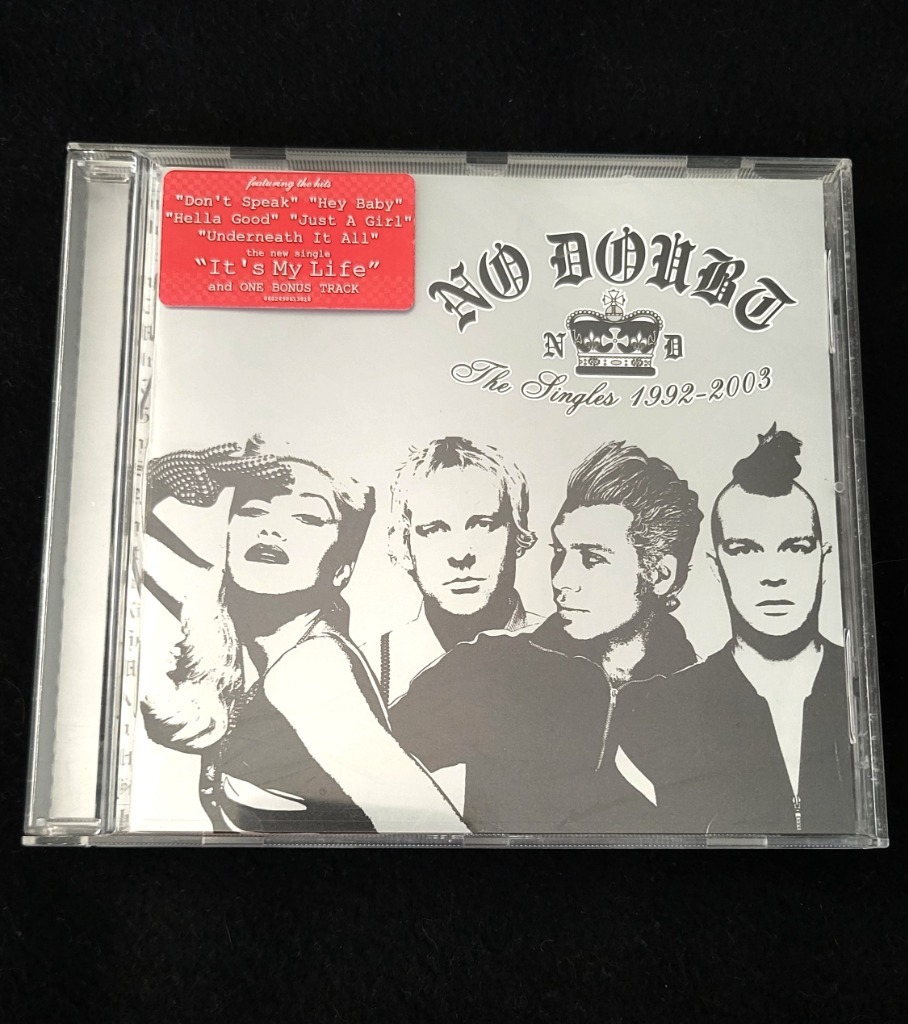 featuring the hits
"Don't Speak" "Hey Baby"
"Hella Good" "Just A Girl"
"Underneath It All"
the new single
"It's My Life"
and ONE BONUS TRACK
NO DOUBT
N D
The Singles 1992-2003